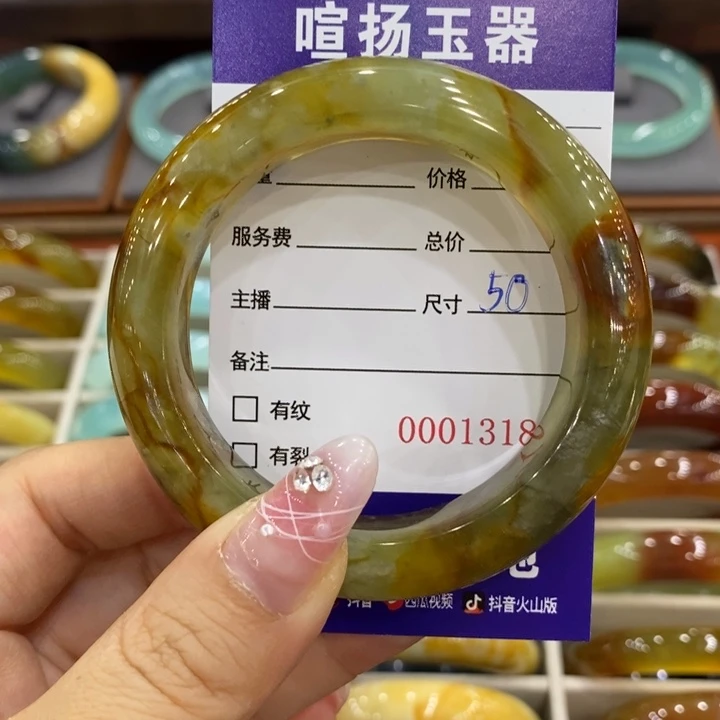 喧扬玉器
价格
服务费 总价
主播 尺寸 50
备注
有纹
0001318
有裂
抖音 西瓜视频 抖音火山版